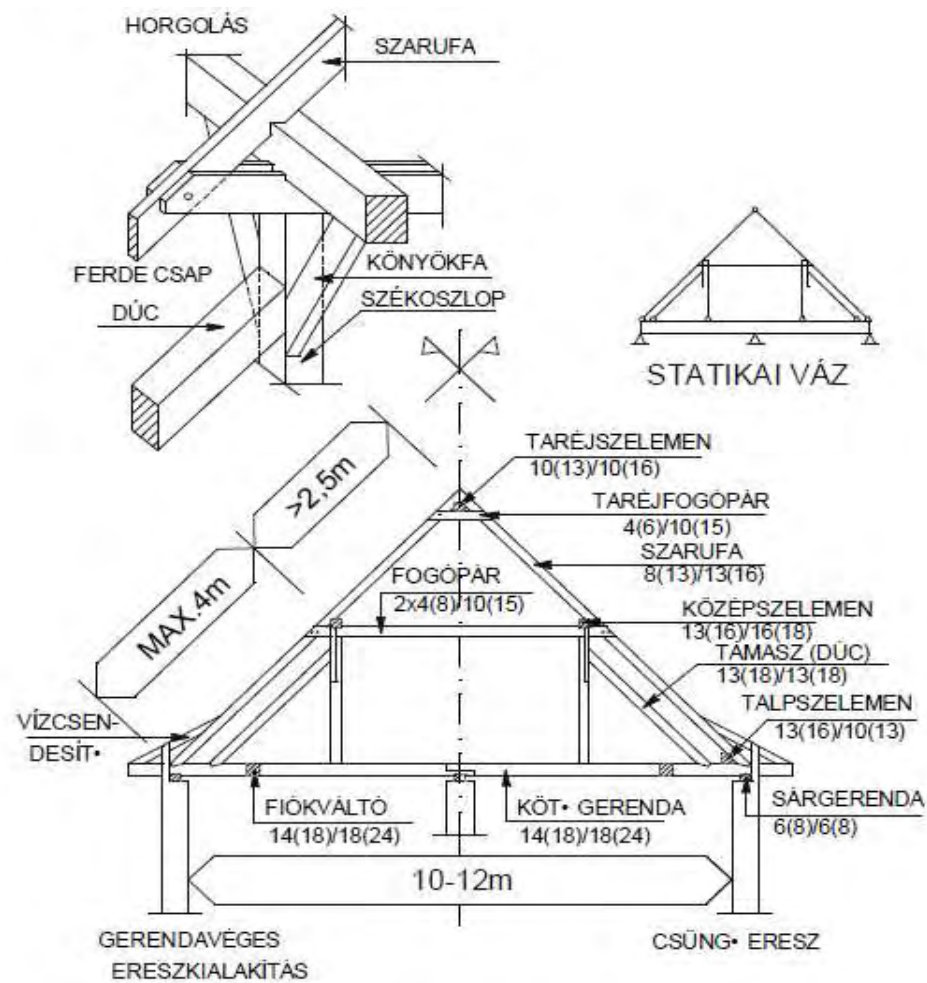 HORGOLÁS
SZARUFA
FERDE CSAP
KÖNYÖKFA
DÚC
SZÉKOSZLOP
STATIKAI VÁZ
>2,5m
MAX.4m
TARÉJSZELEMEN
10(13)/10(16)
TARÉJFOGÓPÁR
4(6)/10(15)
SZARUFA
8(13)/13(16)
FOGÓPÁR
2x4(8)/10(15)
KÖZÉPSZELEMEN
13(16)/16(18)
TÁMASZ (DÚC)
13(18)/13(18)
TALPSZELEMEN
13(16)/10(13)
VÍZCSEN-
DESÍT•
FIÓKVÁLTÓ
14(18)/18(24)
KÖT• GERENDA
14(18)/18(24)
SÁRGERENDA
6(8)/6(8)
10-12m
GERENDAVÉGES
ERESZKIALAKÍTÁS
CSÜNG• ERESZ